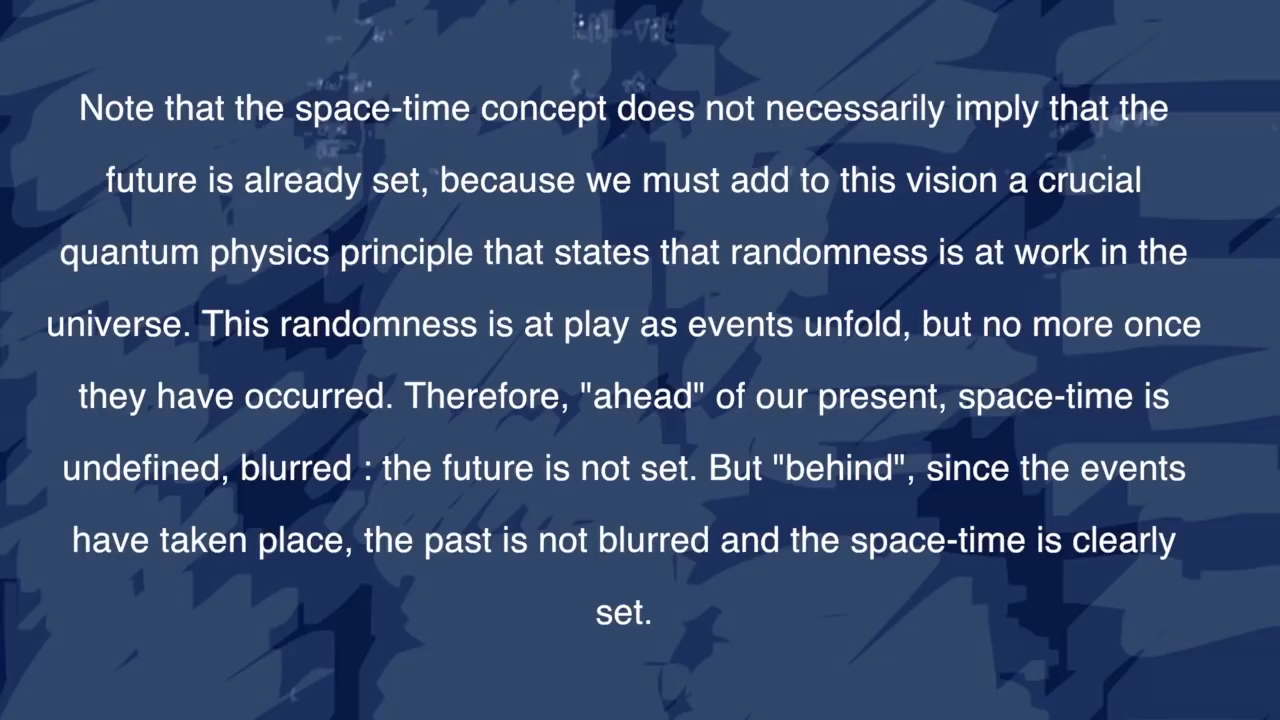 Note that the space-time concept does not necessarily imply that the
future is already set, because we must add to this vision a crucial
quantum physics principle that states that randomness is at work in the
universe. This randomness is at play as events unfold, but no more once
they have occurred. Therefore, "ahead" of our present, space-time is
undefined, blurred : the future is not set. But "behind", since the events
have taken place, the past is not blurred and the space-time is clearly
set.